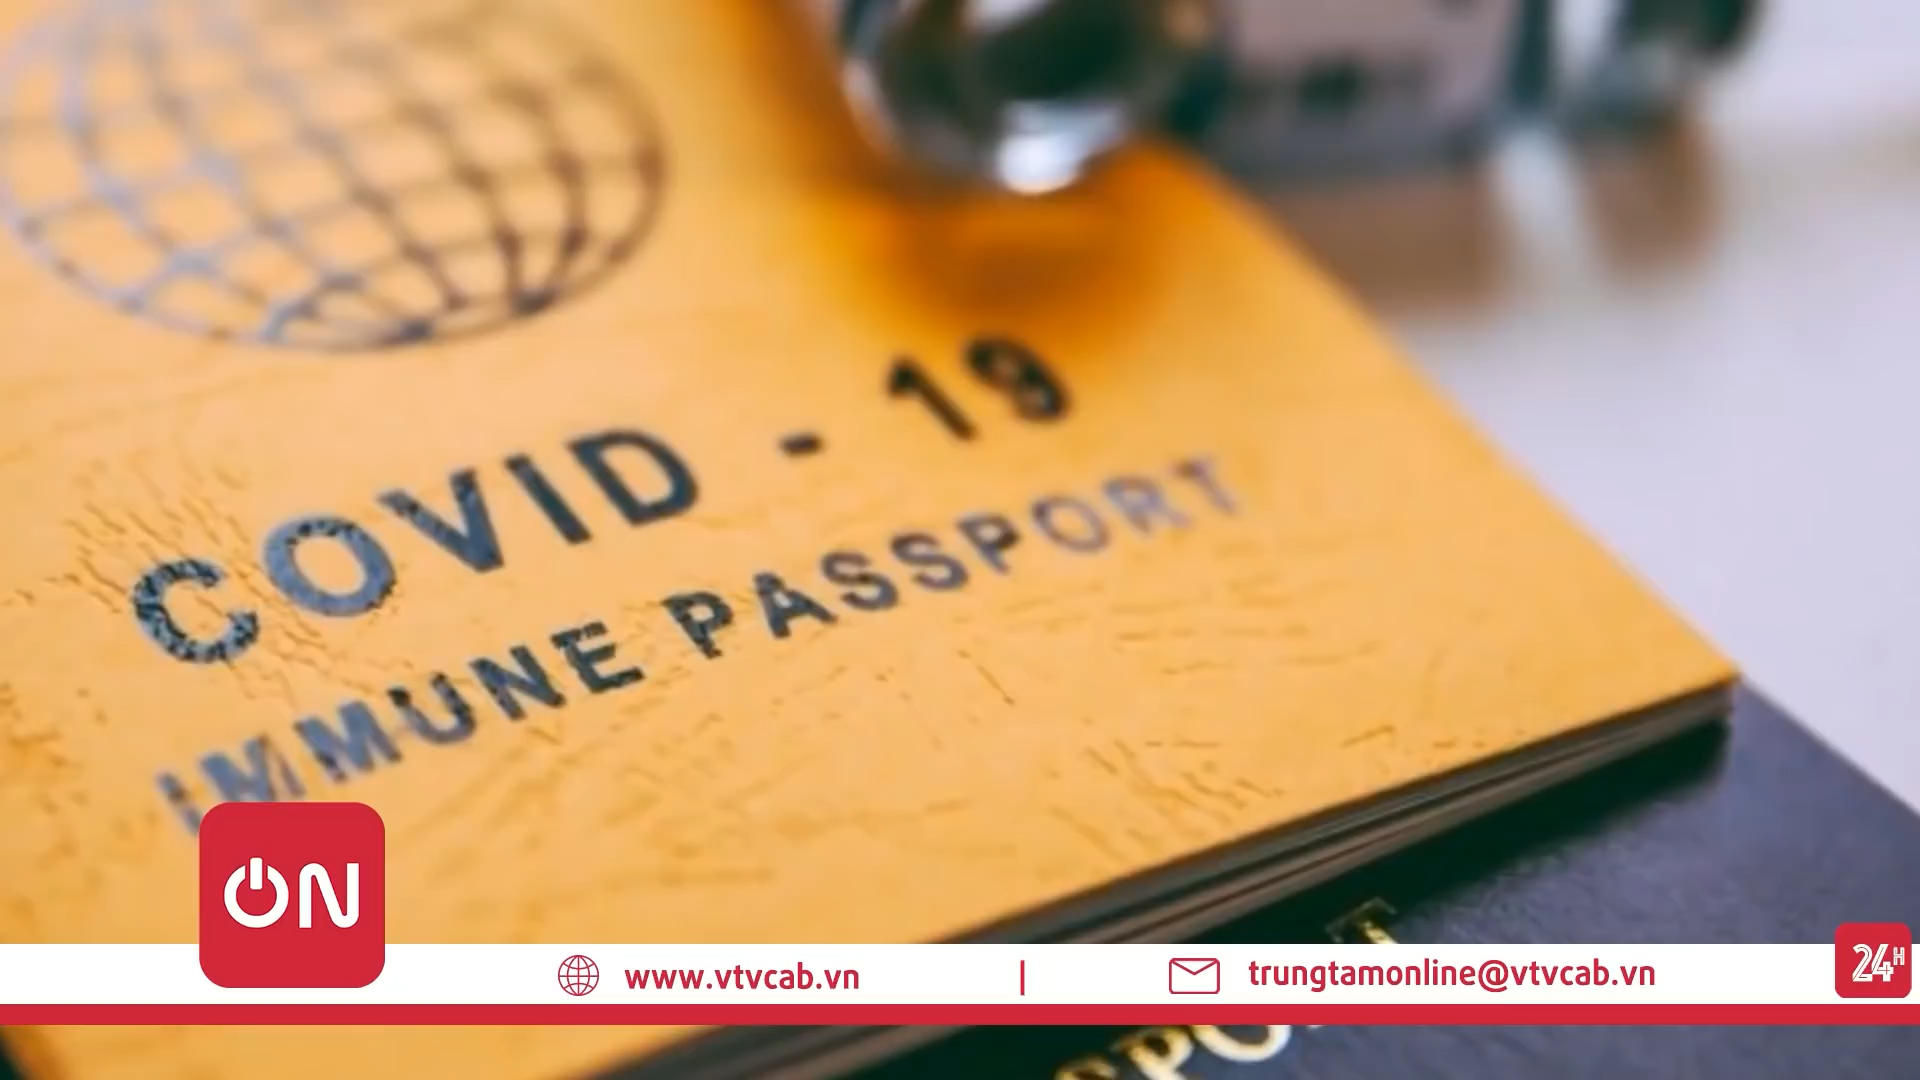 COVID - 19
IMMUNE PASSPORT
ON
www.vtvcab.vn | trungtamonline@vtvcab.vn
24H